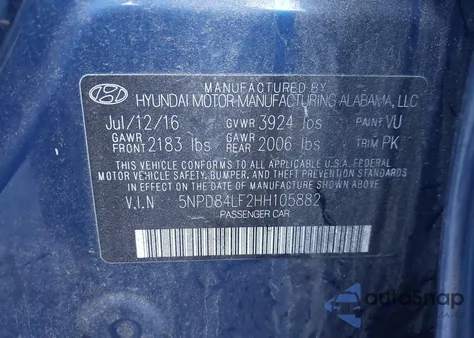 MANUFACTURED BY
HYUNDAI MOTOR MANUFACTURING ALABAMA, LLC
Jul/12/16 GVWR 3924 lbs PAINT VU
GAWR FRONT 2183 lbs GAWR REAR 2006 lbs TRIM PK
THIS VEHICLE CONFORMS TO ALL APPLICABLE U.S.A. FEDERAL
MOTOR VEHICLE SAFETY, BUMPER, AND THEFT PREVENTION STANDARDS
IN EFFECT ON THE DATE OF MANUFACTURE SHOWN ABOVE.
V.I.N 5NPD84LF2HH105882
PASSENGER CAR
autosnap